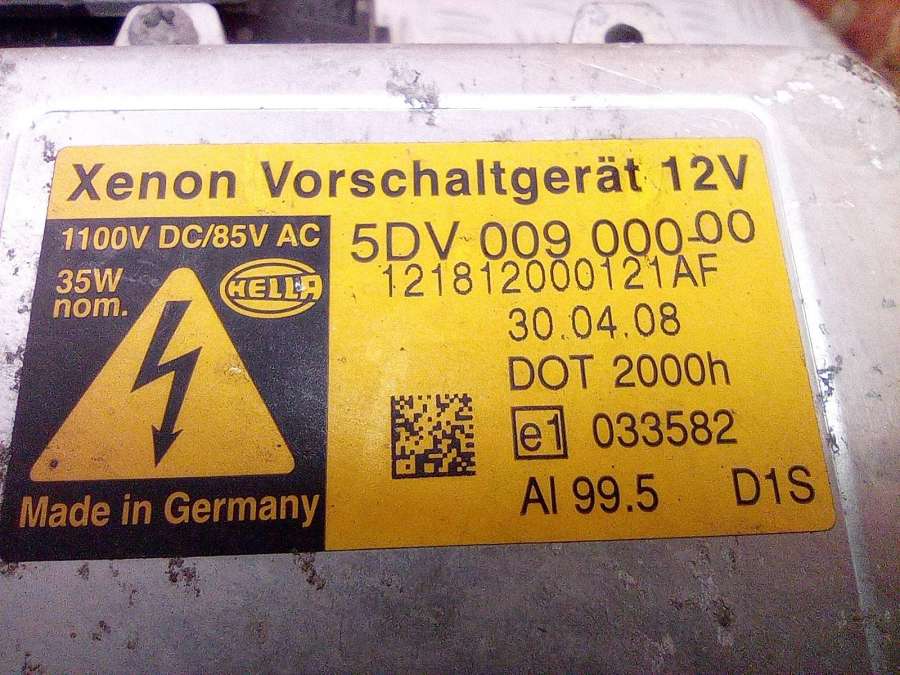 Xenon Vorschaltgerät 12V
1100V DC/85V AC
35W
nom.
HELLA
Made in Germany
5DV 009 000-00
121812000121AF
30.04.08
DOT 2000h
e1 033582
Al 99.5 D1S